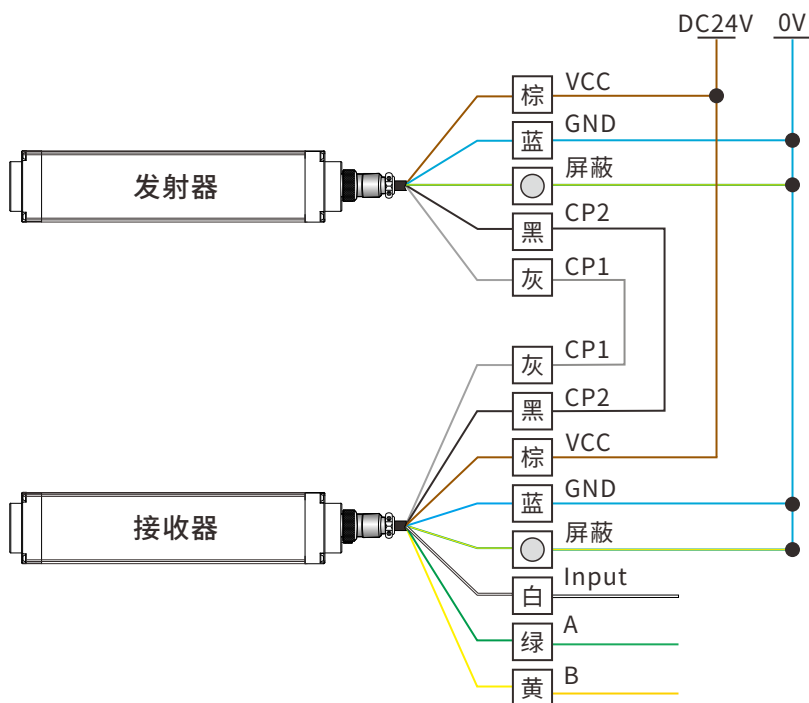 DC24V 0V
棕 VCC
蓝 GND
屏蔽
发射器
黑 CP2
灰 CP1
灰 CP1
黑 CP2
棕 VCC
蓝 GND
接收器
屏蔽
白 Input
绿 A
黄 B